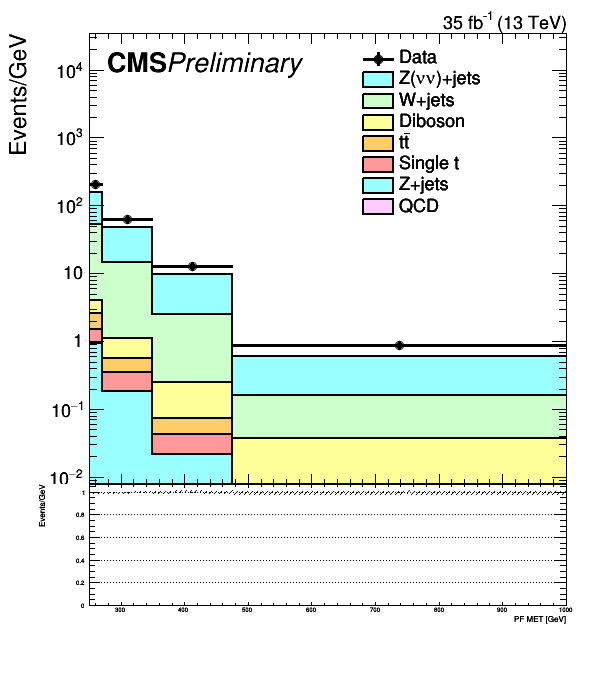 35 fb⁻¹ (13 TeV)
Events/GeV
CMSPreliminary
Data
Z(νν)+jets
W+jets
Diboson
tt̄
Single t
Z+jets
QCD
10⁴
10³
10²
10
1
10⁻¹
10⁻²
Events/GeV
1
0.8
0.6
0.4
0.2
0
300 400 500 600 700 800 900 1000
PF MET [GeV]